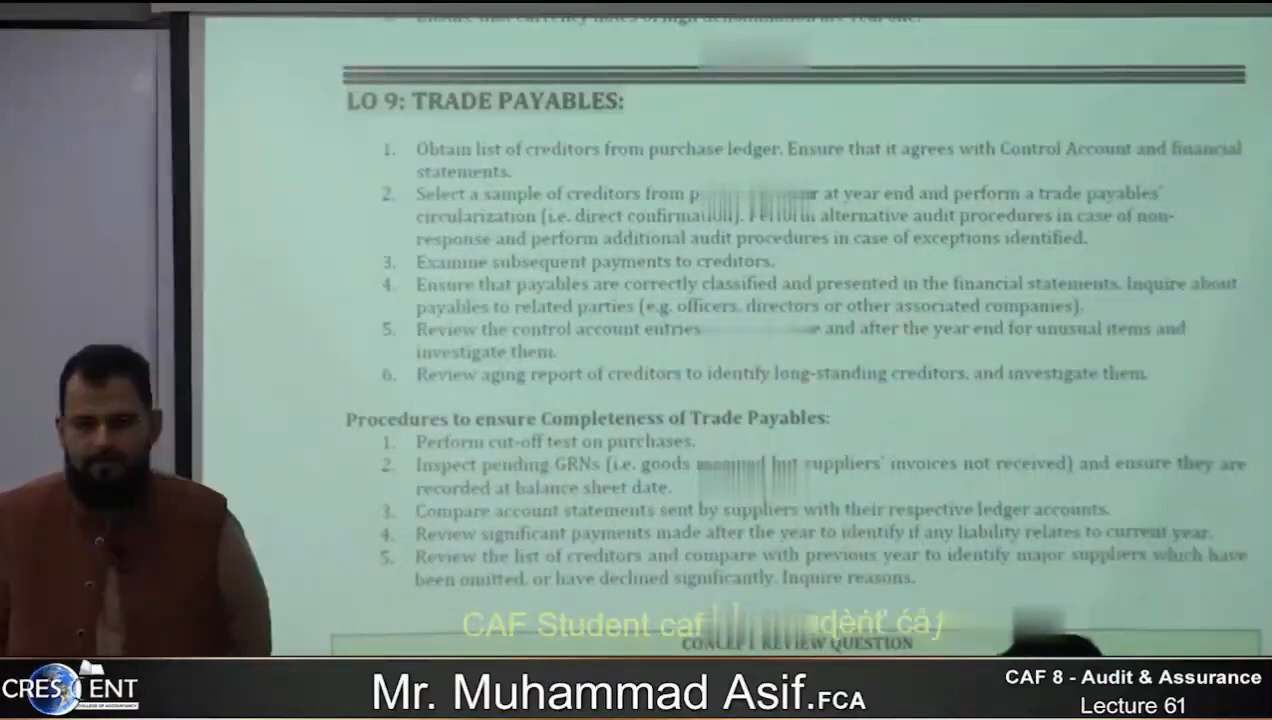 LO 9: TRADE PAYABLES:
1. Obtain list of creditors from purchase ledger. Ensure that it agrees with Control Account and financial
statements.
2. Select a sample of creditors from at year end and perform a trade payables'
circularization (i.e. direct confirmation). Perform alternative audit procedures in case of non-
response and perform additional audit procedures in case of exceptions identified.
3. Examine subsequent payments to creditors.
4. Ensure that payables are correctly classified and presented in the financial statements. Inquire about
payables to related parties (e.g. officers, directors or other associated companies).
5. Review the control account entries and after the year end for unusual items and
investigate them.
6. Review aging report of creditors to identify long-standing creditors, and investigate them.
Procedures to ensure Completeness of Trade Payables:
1. Perform cut-off test on purchases.
2. Inspect pending GRNs (i.e. goods but suppliers' invoices not received) and ensure they are
recorded at balance sheet date.
3. Compare account statements sent by suppliers with their respective ledger accounts.
4. Review significant payments made after the year to identify if any liability relates to current year.
5. Review the list of creditors and compare with previous year to identify major suppliers which have
been omitted, or have declined significantly. Inquire reasons.
CAF Student caf
CONCEPT REVIEW QUESTION
CRESCENT
COLLEGE OF ACCOUNTANCY
Mr. Muhammad Asif.FCA
CAF 8 - Audit & Assurance
Lecture 61